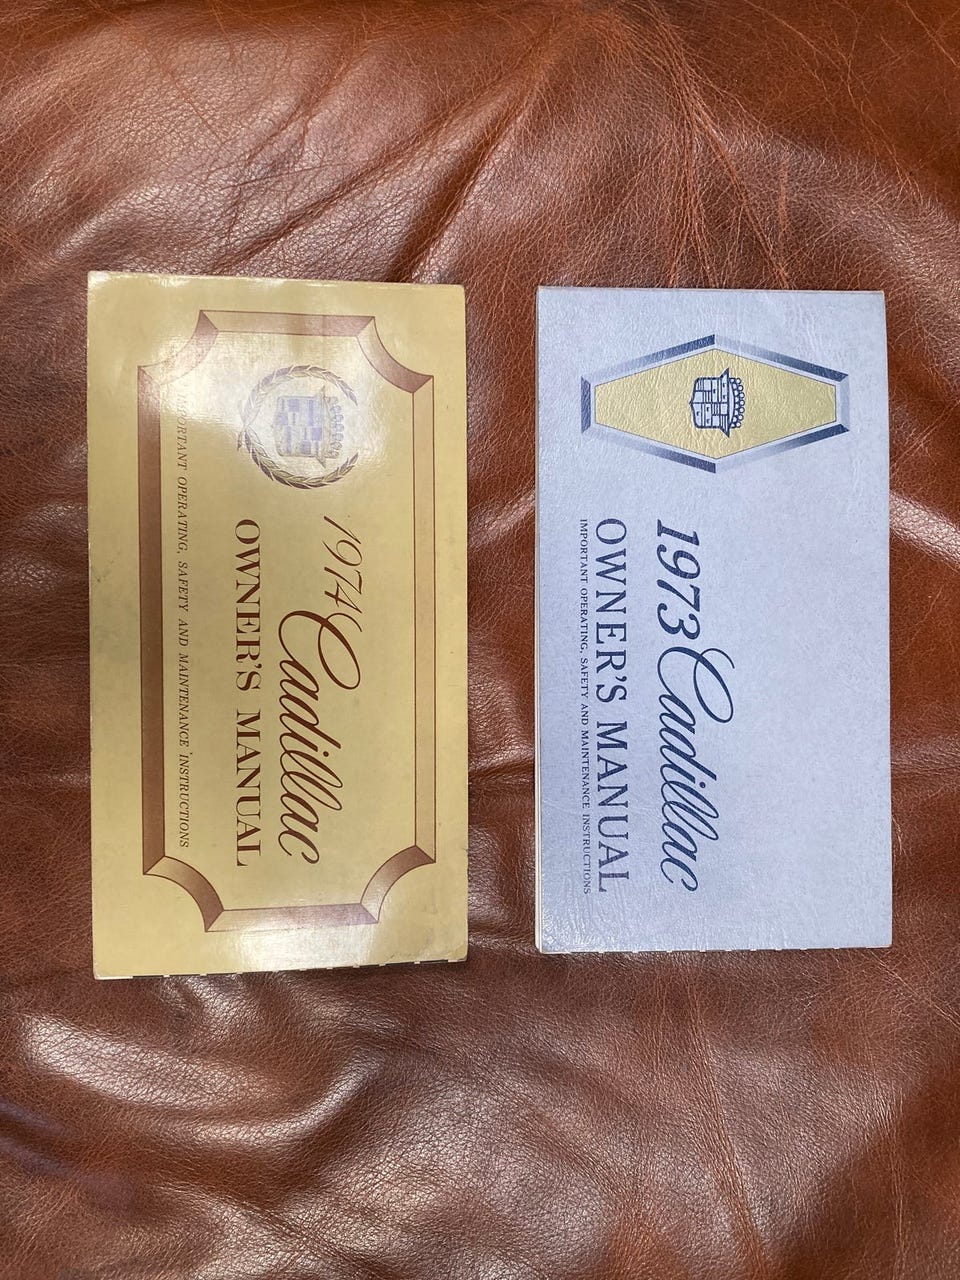 1974 Cadillac
OWNER'S MANUAL
IMPORTANT OPERATING, SAFETY AND MAINTENANCE INSTRUCTIONS
1973 Cadillac
OWNER'S MANUAL
IMPORTANT OPERATING, SAFETY AND MAINTENANCE INSTRUCTIONS